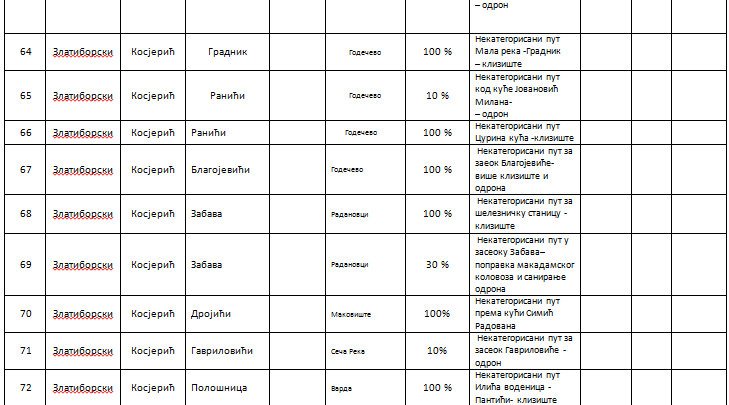 – одрон
64 Златиборски Косјерић Градник Годечево 100 % Некатегорисани пут
Мала река -Градник
– клизиште
65 Златиборски Косјерић Ранићи Годечево 10 % Некатегорисани пут
код куће Јовановић
Милана-
– одрон
66 Златиборски Косјерић Ранићи Годечево 100 % Некатегорисани пут
Цурина кућа -клизиште
67 Златиборски Косјерић Благојевићи Годечево 100 % Некатегорисани пут за
заеок Благојевиће-
више клизиште и
одрона
68 Златиборски Косјерић Забава Радановци 100 % Некатегорисани пут за
шелезничку станицу -
клизиште
69 Златиборски Косјерић Забава Радановци 30 % Некатегорисани пут у
засеоку Забава–
поправка макадамског
коловоза и санирање
одрона
70 Златиборски Косјерић Дројићи Маковиште 100% Некатегорисани пут
према кући Симић
Радована
71 Златиборски Косјерић Гавриловићи Сеча Река 10% Некатегорисани пут за
засеок Гавриловиће -
одрон
72 Златиборски Косјерић Полошница Варда 100 % Некатегорисани пут
Илића воденица -
Пантићи- клизиште